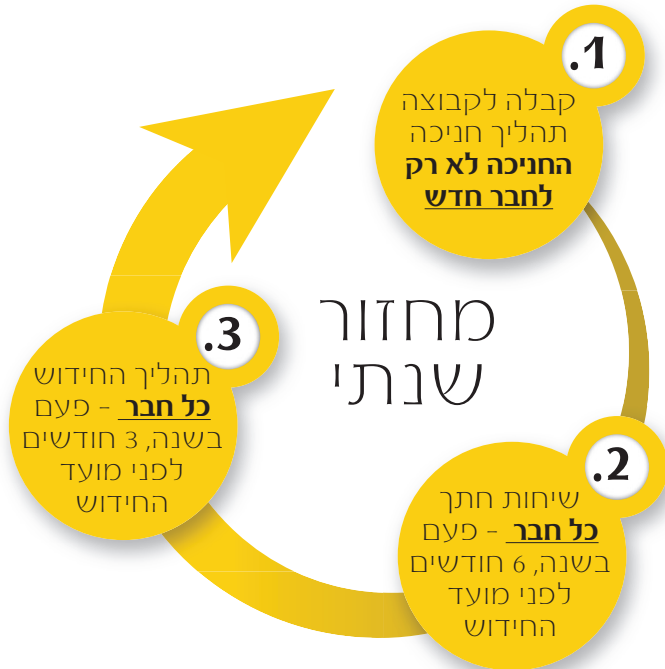 1.
קבלה לקבוצה
תהליך חניכה
החניכה לא רק
לחבר חדש
מחזור
שנתי
2.
שיחות חתך
כל חבר - פעם
בשנה, 6 חודשים
לפני מועד
החידוש
3.
תהליך החידוש
כל חבר - פעם
בשנה, 3 חודשים
לפני מועד
החידוש